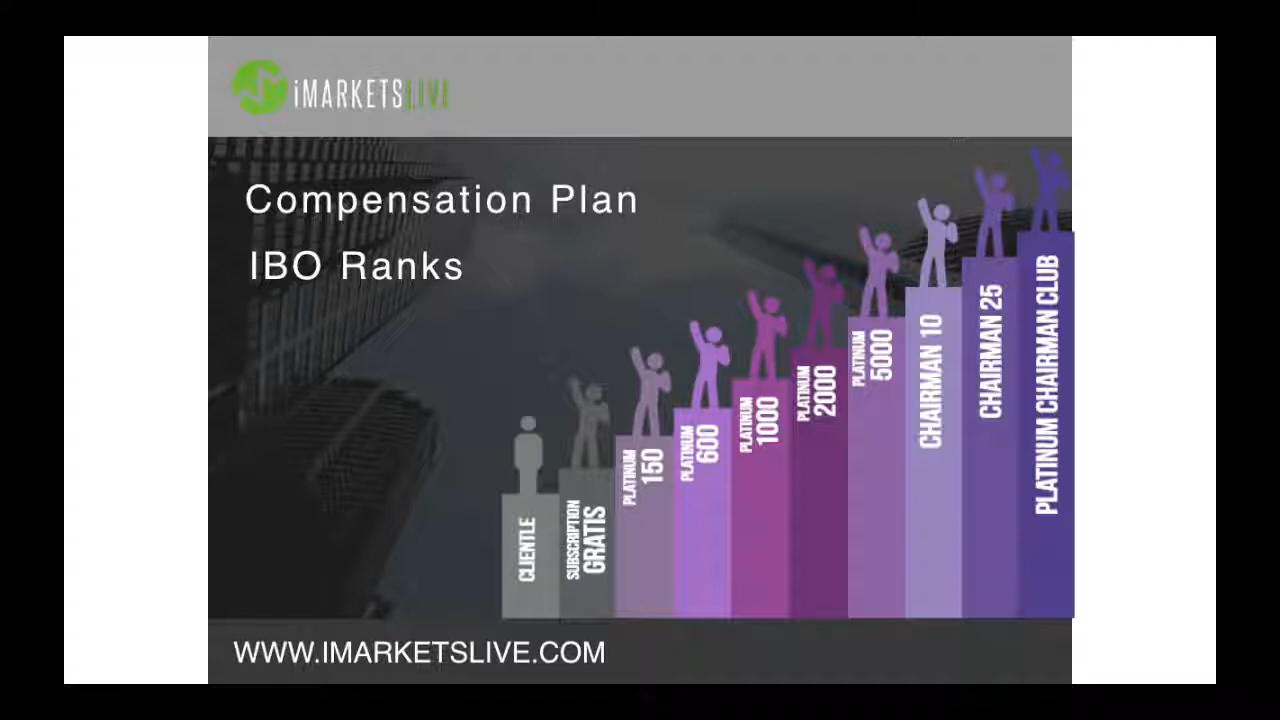 iMARKETSLIVE
Compensation Plan
IBO Ranks
CLIENTLE
SUBSCRIPTION
GRATIS
PLATINUM
150
PLATINUM
600
PLATINUM
1000
PLATINUM
2000
PLATINUM
5000
CHAIRMAN 10
CHAIRMAN 25
PLATINUM CHAIRMAN CLUB
WWW.IMARKETSLIVE.COM